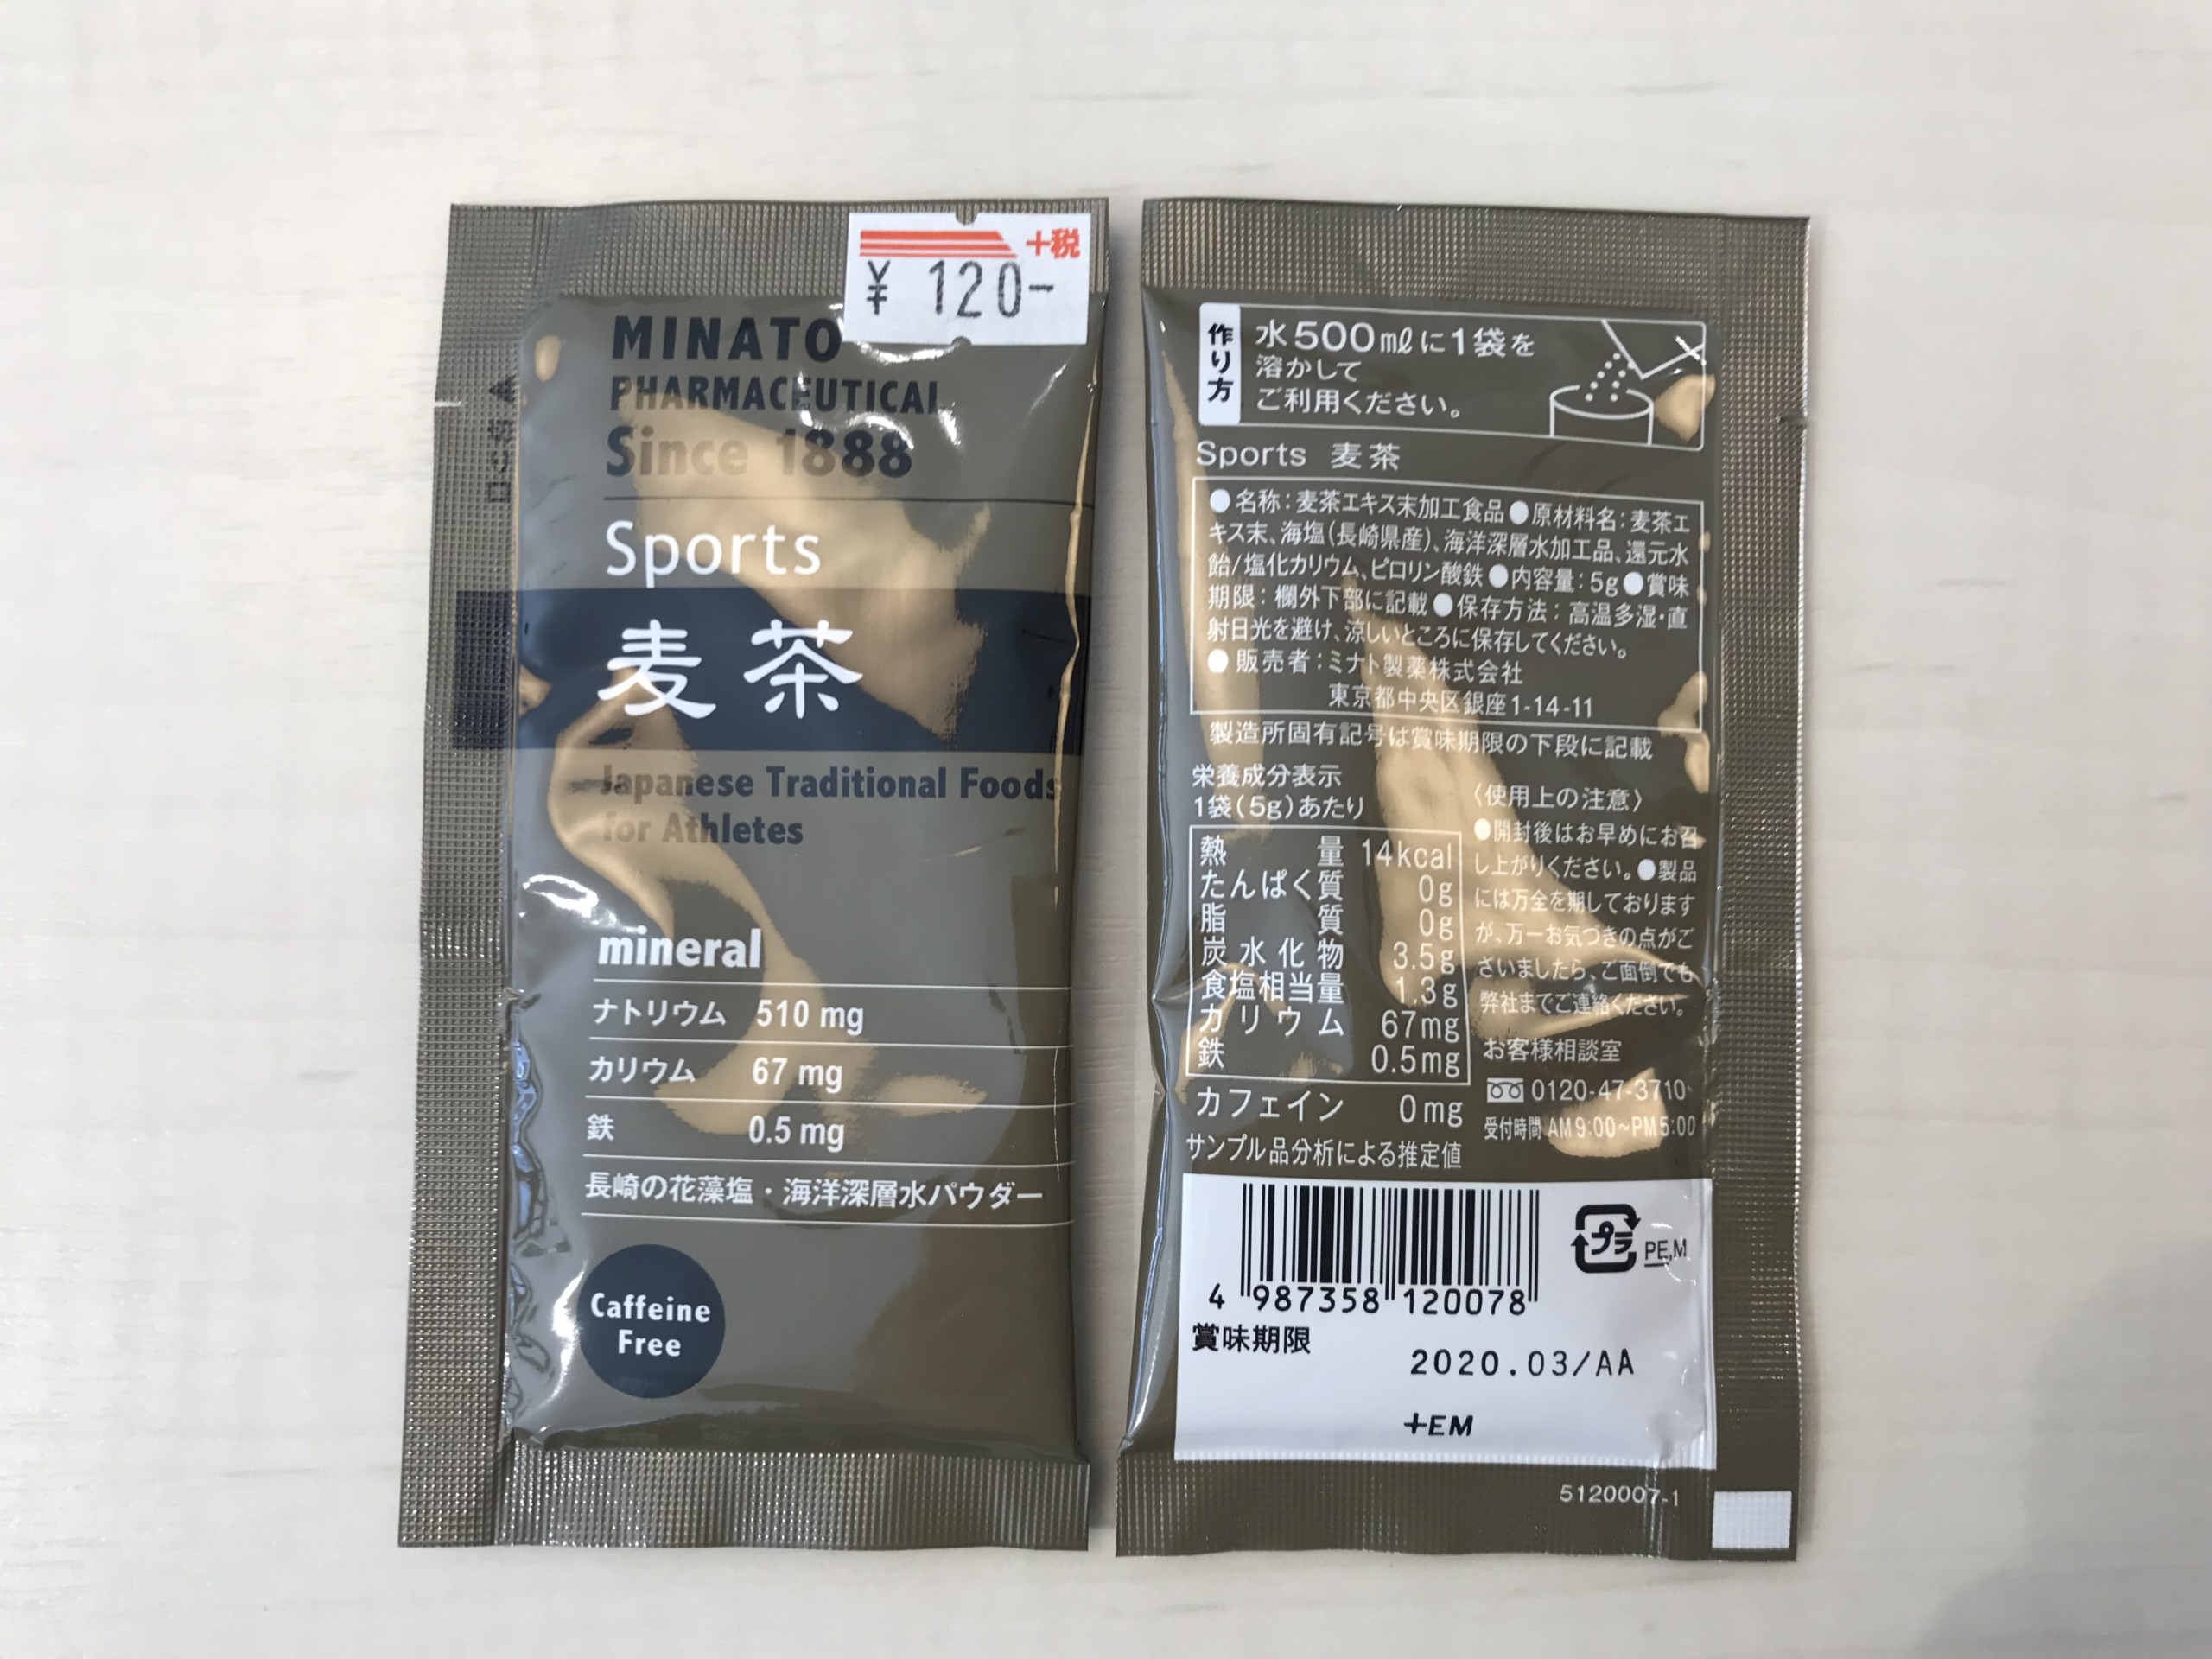 +税
¥ 120-
MINATO
PHARMACEUTICAL
Since 1888
Sports
麦茶
Japanese Traditional Foods
for Athletes
mineral
ナトリウム 510 mg
カリウム 67 mg
鉄 0.5 mg
長崎の花藻塩・海洋深層水パウダー
Caffeine
Free
作り方
水500mlに1袋を
溶かして
ご利用ください。
Sports 麦茶
●名称:麦茶エキス末加工食品●原材料名:麦茶エ
キス末、海塩(長崎県産)、海洋深層水加工品、還元水
飴/塩化カリウム、ピロリン酸鉄●内容量:5g●賞味
期限:欄外下部に記載●保存方法:高温多湿・直
射日光を避け、涼しいところに保存してください。
●販売者:ミナト製薬株式会社
東京都中央区銀座1-14-11
製造所固有記号は賞味期限の下段に記載
栄養成分表示
1袋(5g)あたり
熱量 14kcal
たんぱく質 0g
脂質 0g
炭水化物 3.5g
食塩相当量 1.3g
カリウム 67mg
鉄 0.5mg
カフェイン 0mg
サンプル品分析による推定値
〈使用上の注意〉
●開封後はお早めにお召
し上がりください。●製品
には万全を期しております
が、万一お気づきの点がご
ざいましたら、ご面倒でも
弊社までご連絡ください。
お客様相談室
0120-47-3710
受付時間 AM9:00~PM5:00
4 987358 120078
プラ
PE,M
賞味期限
2020.03/AA
+EM
5120007-1